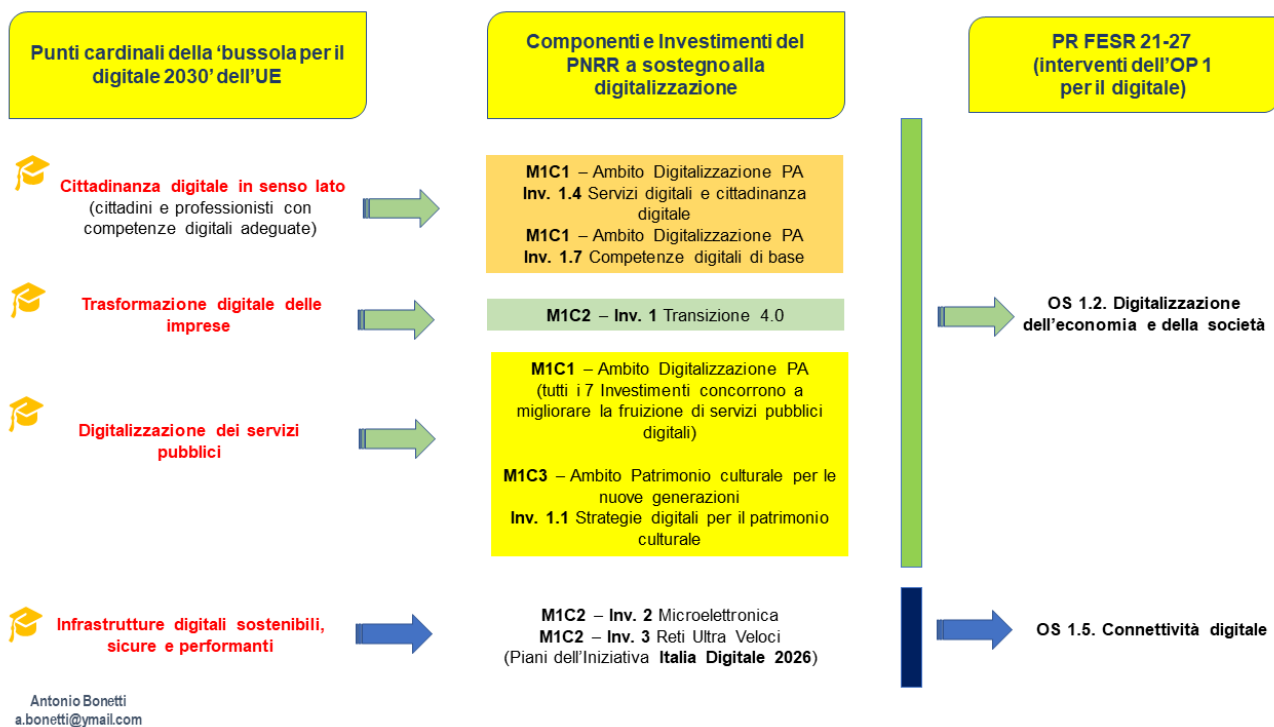 Punti cardinali della ‘bussola per il
digitale 2030’ dell’UE
Componenti e Investimenti del
PNRR a sostegno alla
digitalizzazione
PR FESR 21-27
(interventi dell’OP 1
per il digitale)
Cittadinanza digitale in senso lato
(cittadini e professionisti con
competenze digitali adeguate)
M1C1 – Ambito Digitalizzazione PA
Inv. 1.4 Servizi digitali e cittadinanza
digitale
M1C1 – Ambito Digitalizzazione PA
Inv. 1.7 Competenze digitali di base
Trasformazione digitale delle
imprese
M1C2 – Inv. 1 Transizione 4.0
OS 1.2. Digitalizzazione
dell’economia e della società
Digitalizzazione dei servizi
pubblici
M1C1 – Ambito Digitalizzazione PA
(tutti i 7 Investimenti concorrono a
migliorare la fruizione di servizi pubblici
digitali)
M1C3 – Ambito Patrimonio culturale per le
nuove generazioni
Inv. 1.1 Strategie digitali per il patrimonio
culturale
Infrastrutture digitali sostenibili,
sicure e performanti
M1C2 – Inv. 2 Microelettronica
M1C2 – Inv. 3 Reti Ultra Veloci
(Piani dell’Iniziativa Italia Digitale 2026)
OS 1.5. Connettività digitale
Antonio Bonetti
a.bonetti@ymail.com